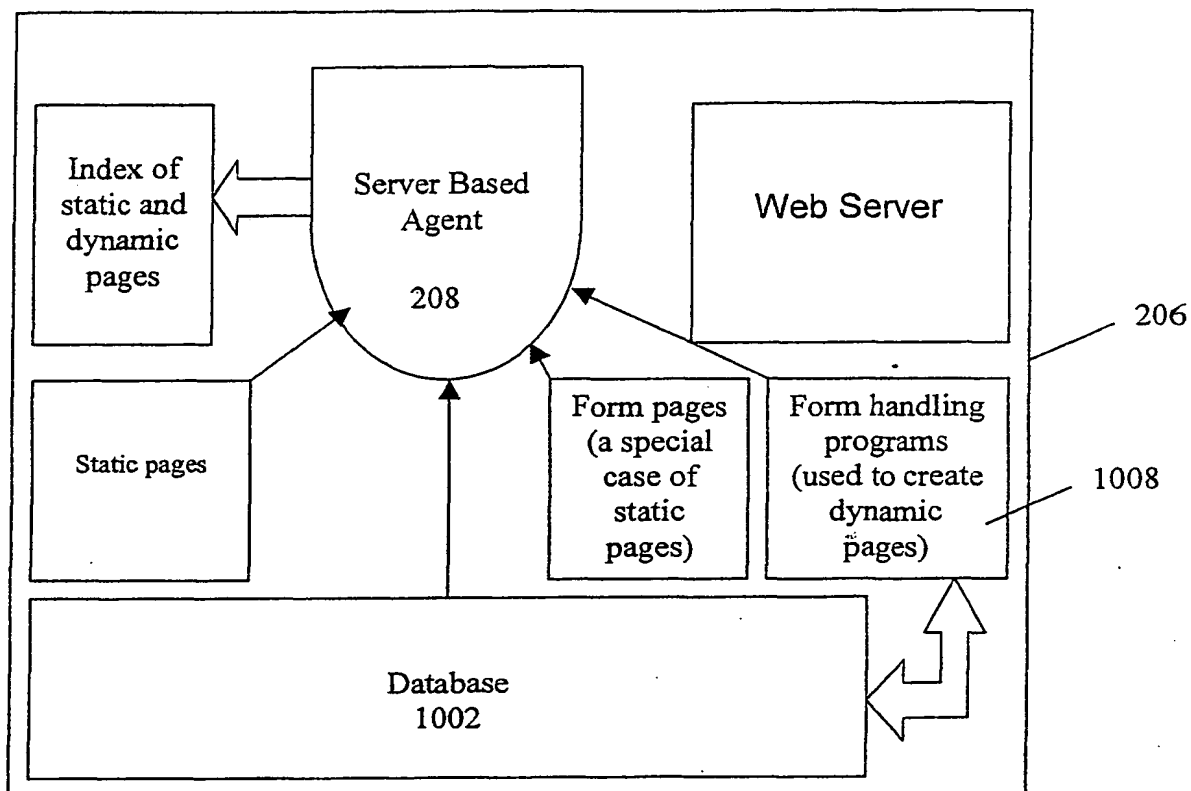 Index of
static and
dynamic
pages
Server Based
Agent
208
Web Server
206
Static pages
Form pages
(a special
case of
static
pages)
Form handling
programs
(used to create
dynamic
pages)
1008
Database
1002